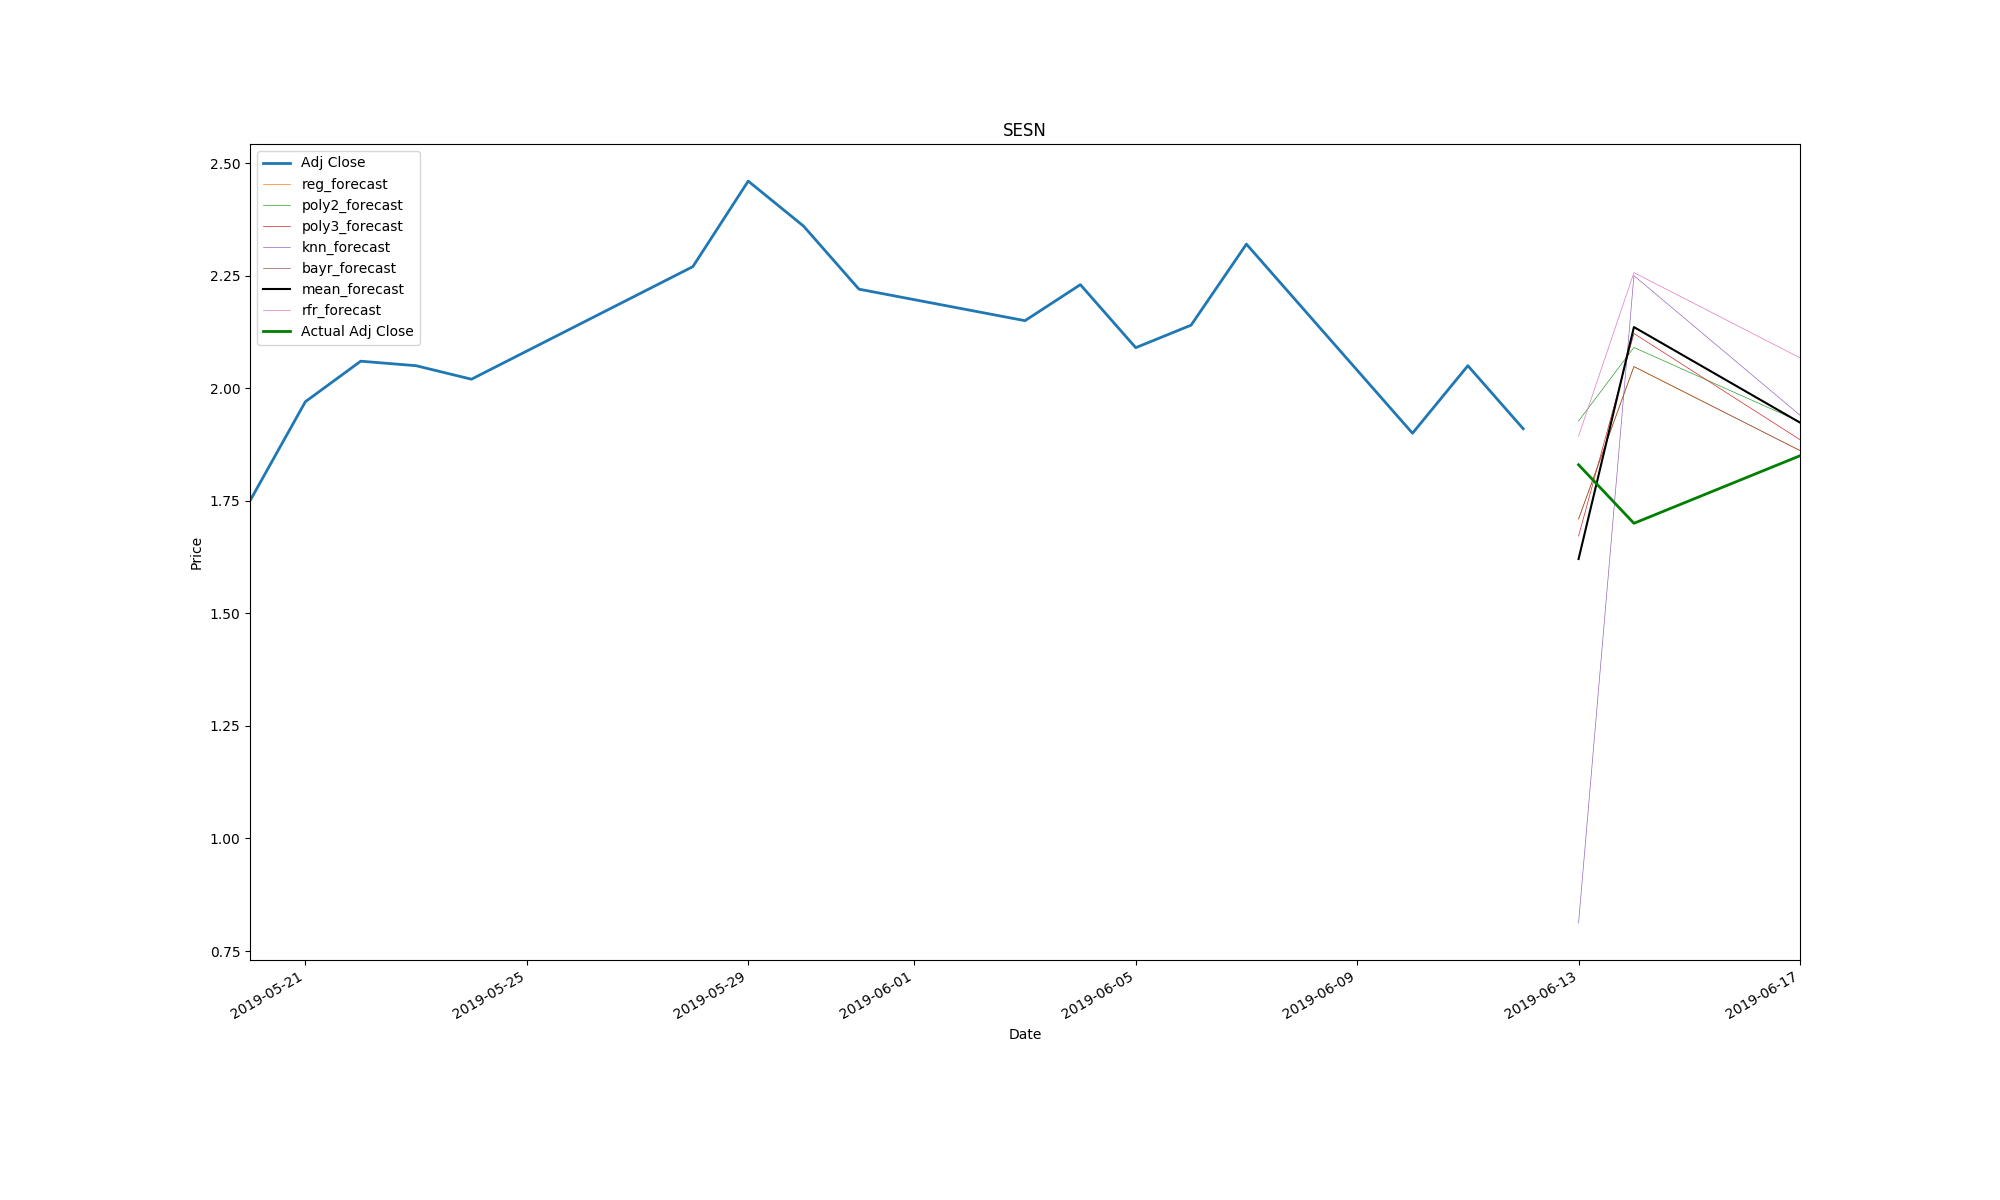 SESN
2.50
2.25
2.00
1.75
1.50
1.25
1.00
0.75
Price
Adj Close
reg_forecast
poly2_forecast
poly3_forecast
knn_forecast
bayr_forecast
mean_forecast
rfr_forecast
Actual Adj Close
2019-05-21
2019-05-25
2019-05-29
2019-06-01
2019-06-05
2019-06-09
2019-06-13
2019-06-17
Date